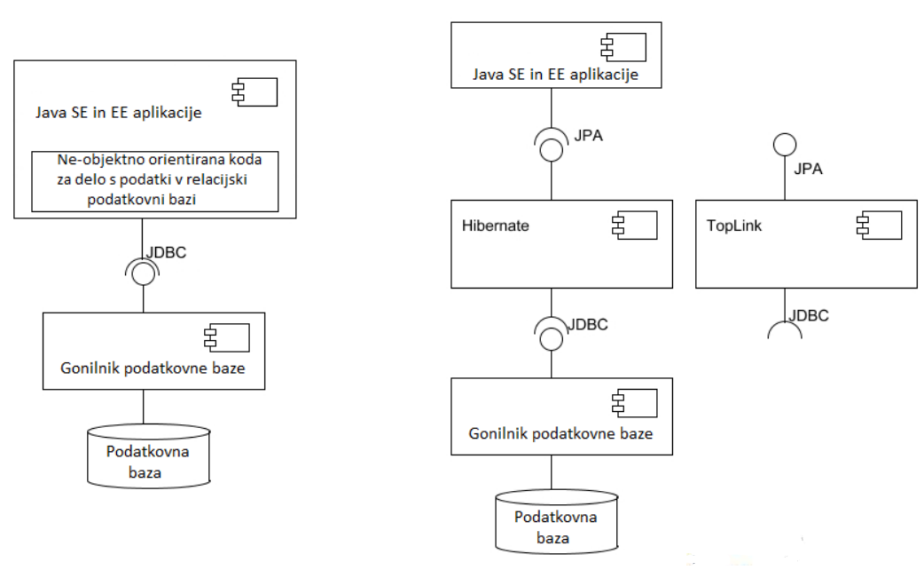 Java SE in EE aplikacije
Ne-objektno orientirana koda
za delo s podatki v relacijski
podatkovni bazi
JDBC
Gonilnik podatkovne baze
Podatkovna
baza
Java SE in EE aplikacije
JPA
Hibernate
JDBC
Gonilnik podatkovne baze
Podatkovna
baza
JPA
TopLink
JDBC